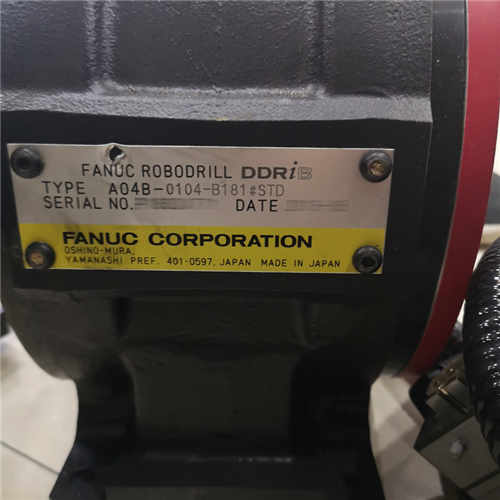 FANUC ROBODRILL DDRiB
TYPE A04B-0104-B181#STD
SERIAL NO. DATE
FANUC CORPORATION
OSHINO-MURA,
YAMANASHI PREF. 401-0597, JAPAN MADE IN JAPAN